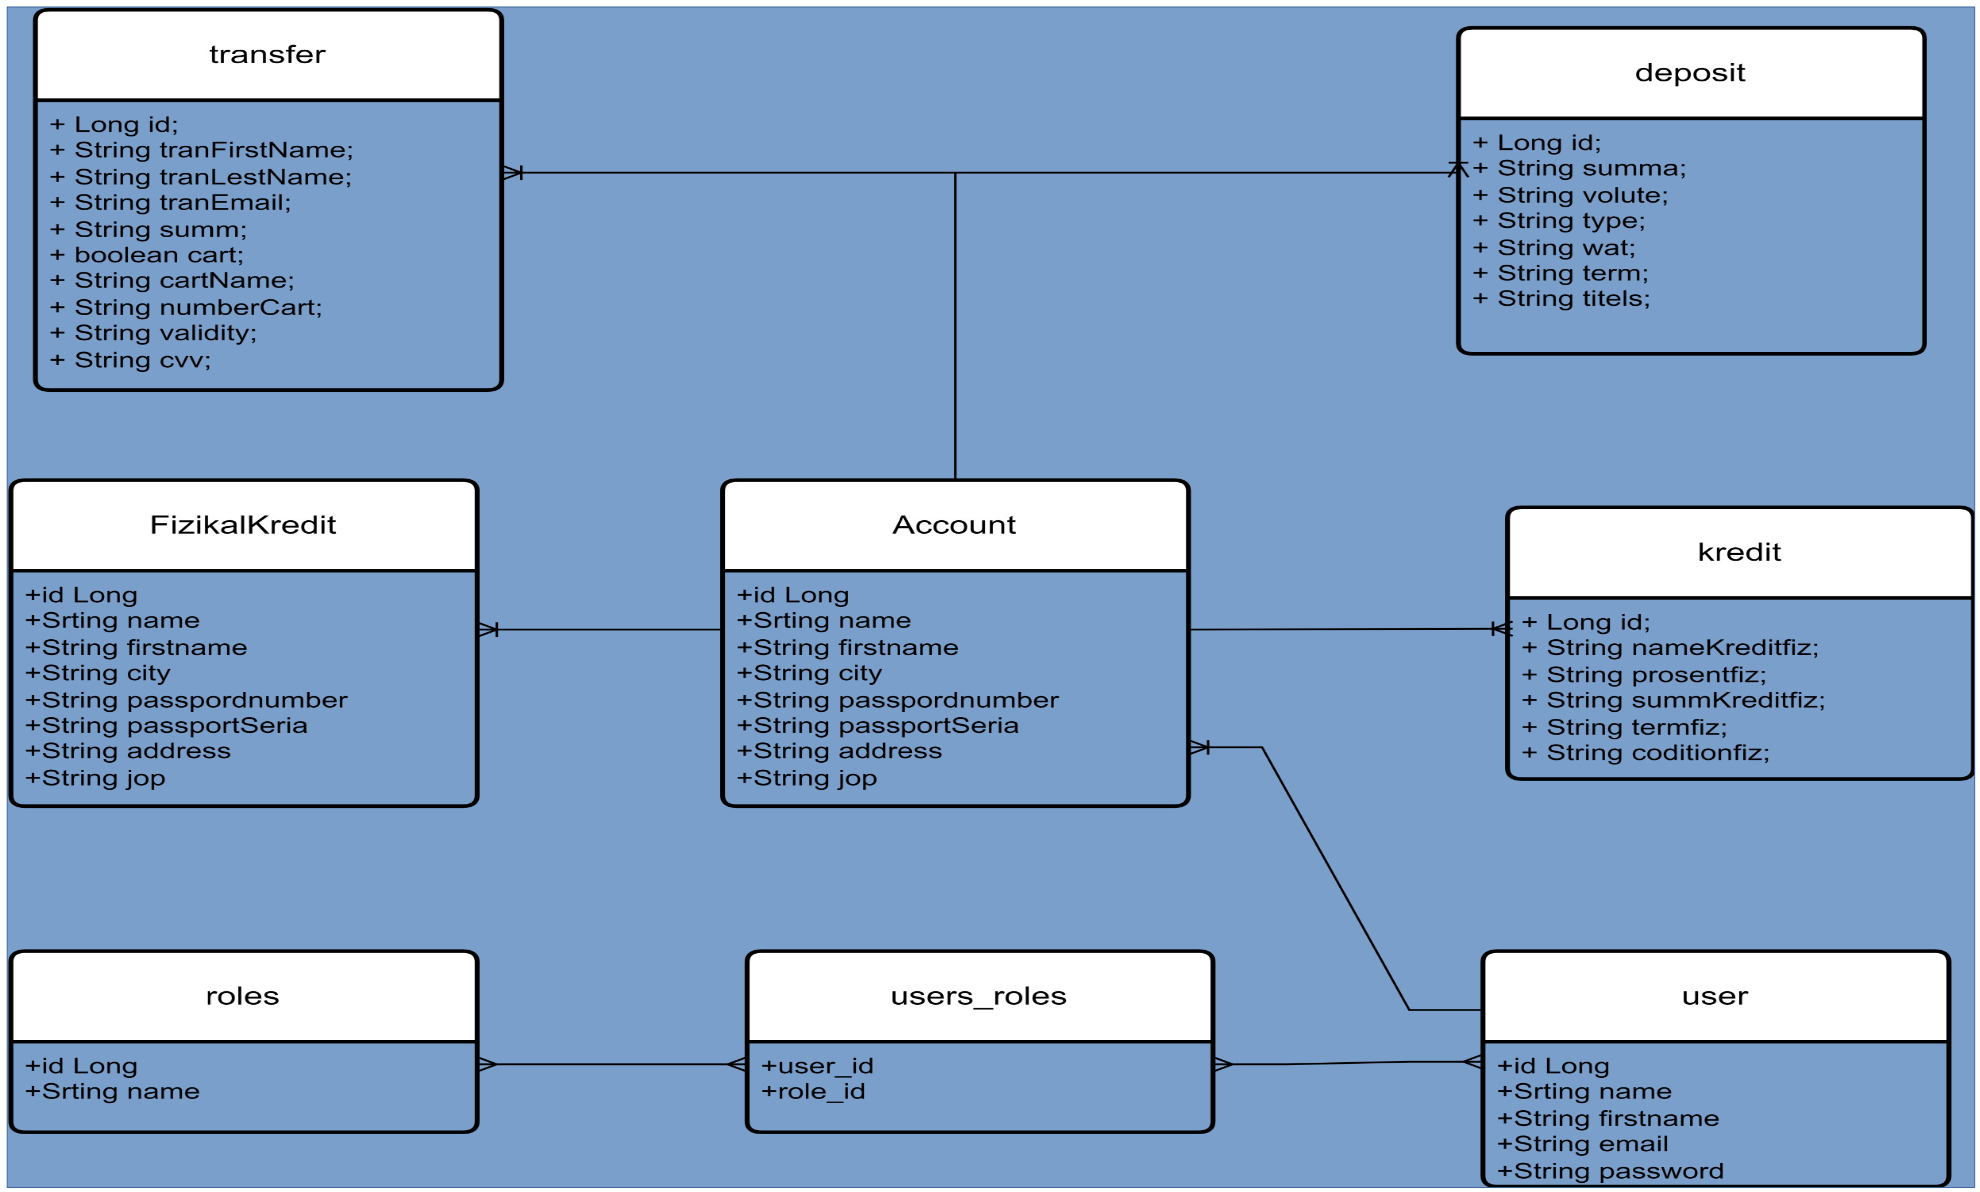 transfer
+ Long id;
+ String tranFirstName;
+ String tranLestName;
+ String tranEmail;
+ String summ;
+ boolean cart;
+ String cartName;
+ String numberCart;
+ String validity;
+ String cvv;
deposit
+ Long id;
+ String summa;
+ String volute;
+ String type;
+ String wat;
+ String term;
+ String titels;
FizikalKredit
+id Long
+Srting name
+String firstname
+String city
+String passpordnumber
+String passportSeria
+String address
+String jop
Account
+id Long
+Srting name
+String firstname
+String city
+String passpordnumber
+String passportSeria
+String address
+String jop
kredit
+ Long id;
+ String nameKreditfiz;
+ String prosentfiz;
+ String summKreditfiz;
+ String termfiz;
+ String coditionfiz;
roles
+id Long
+Srting name
users_roles
+user_id
+role_id
user
+id Long
+Srting name
+String firstname
+String email
+String password